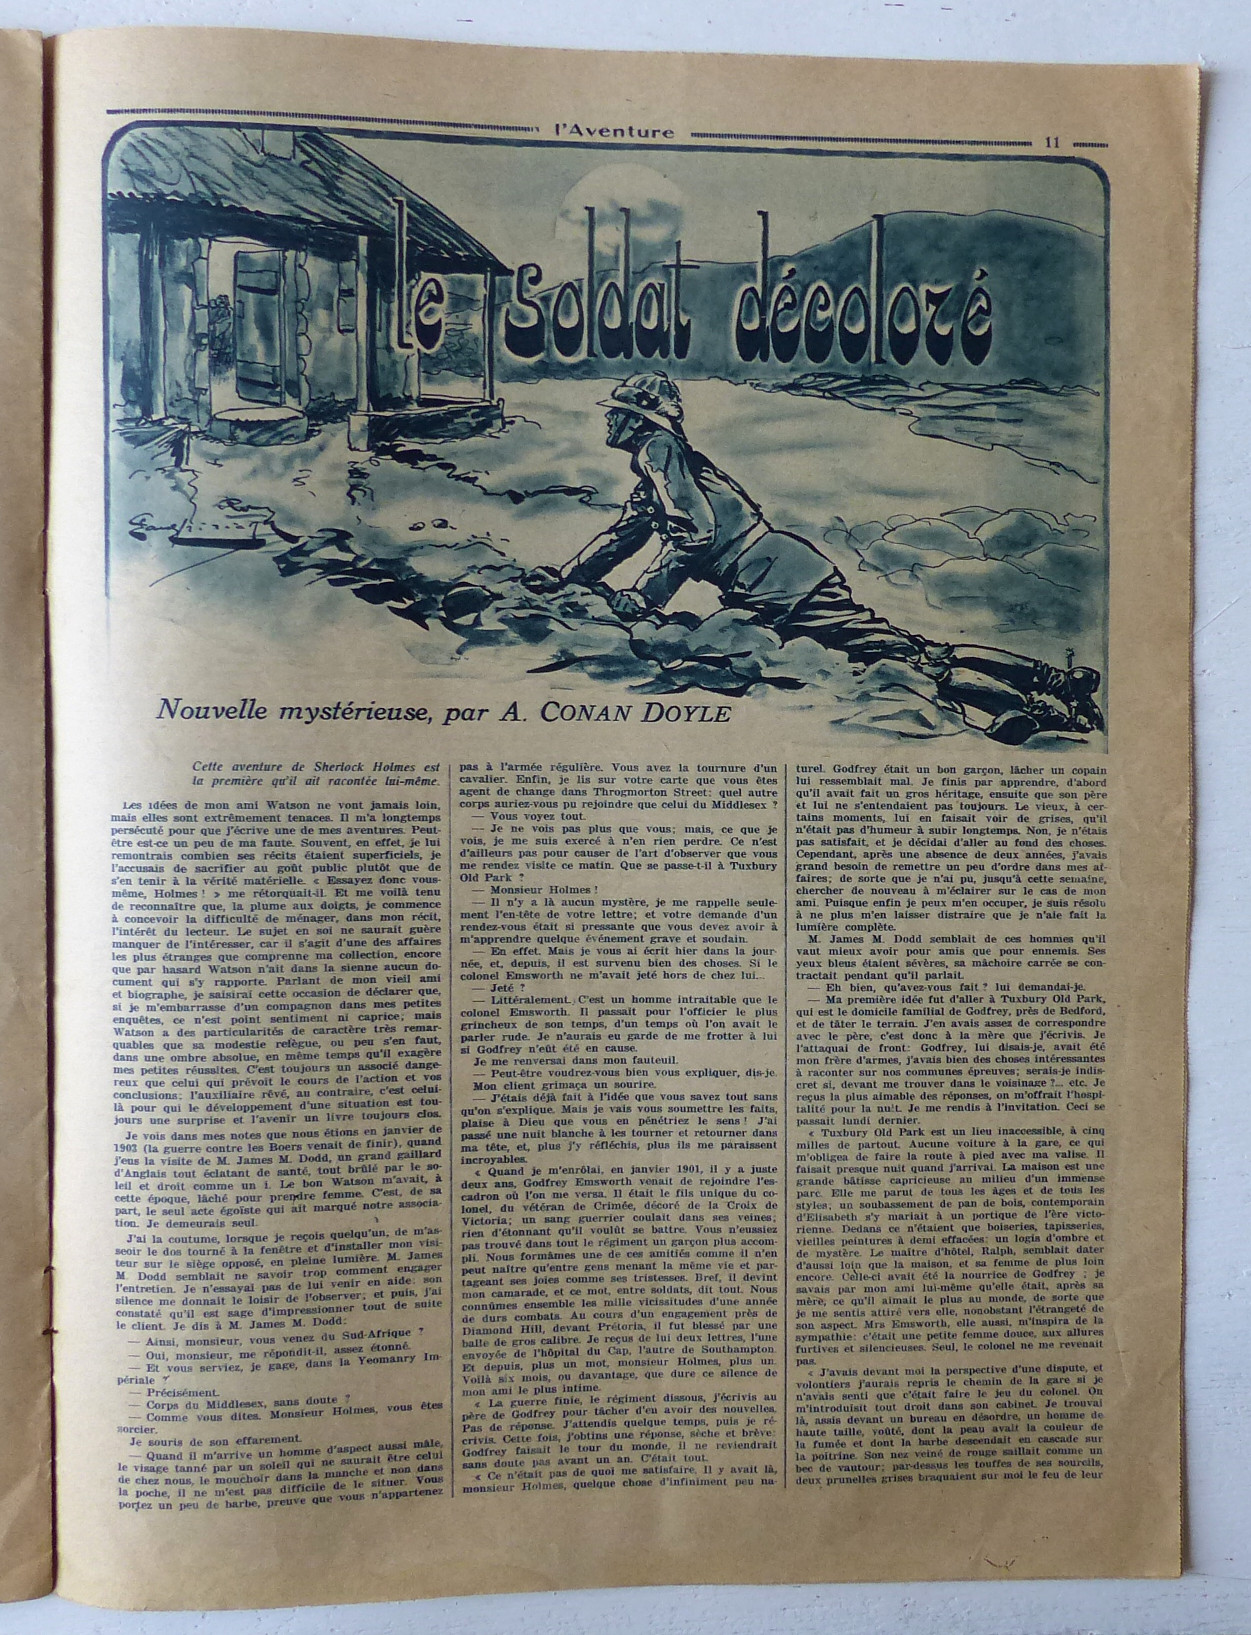 l'Aventure
11
le Soldat décoloré
Nouvelle mystérieuse, par A. CONAN DOYLE
Cette aventure de Sherlock Holmes est
la première qu'il ait racontée lui-même.
Les idées de mon ami Watson ne vont jamais loin,
mais elles sont extrêmement tenaces. Il m'a longtemps
persécuté pour que j'écrive une de mes aventures. Peut-
être est-ce un peu de ma faute. Souvent, en effet, je lui
remontrais combien ses récits étaient superficiels, je
l'accusais de sacrifier au goût public plutôt que de
s'en tenir à la vérité matérielle. « Essayez donc vous-
même, Holmes ! » me rétorquait-il. Et me voilà tenu
de reconnaître que, la plume aux doigts, je commence
à concevoir la difficulté de ménager, dans mon récit,
l'intérêt du lecteur. Le sujet en soi ne saurait guère
manquer de l'intéresser, car il s'agit d'une des affaires
les plus étranges que comprenne ma collection, encore
que par hasard Watson n'ait dans la sienne aucun do-
cument qui s'y rapporte. Parlant de mon vieil ami
et biographe, je saisirai cette occasion de déclarer que,
si je m'embarrasse d'un compagnon dans mes petites
enquêtes, ce n'est point sentiment ni caprice; mais
Watson a des particularités de caractère très remar-
quables que sa modestie relègue, ou peu s'en faut,
dans une ombre absolue, en même temps qu'il exagère
mes petites réussites. C'est toujours un associé dange-
reux que celui qui prévoit le cours de l'action et vos
conclusions; l'auxiliaire rêvé, au contraire, c'est celui-
là pour qui le développement d'une situation est tou-
jours une surprise et l'avenir un livre toujours clos.
Je vois dans mes notes que nous étions en janvier de
1903 (la guerre contre les Boers venait de finir), quand
j'eus la visite de M. James M. Dodd, un grand gaillard
d'Anglais tout éclatant de santé, tout brûlé par le so-
leil et droit comme un i. Le bon Watson m'avait, à
cette époque, lâché pour prendre femme. C'est, de sa
part, le seul acte égoïste qui ait marqué notre associa-
tion. Je demeurais seul.
J'ai la coutume, lorsque je reçois quelqu'un, de m'as-
seoir le dos tourné à la fenêtre et d'installer mon visi-
teur sur le siège opposé, en pleine lumière. M. James
M. Dodd semblait ne savoir trop comment engager
l'entretien. Je n'essayai pas de lui venir en aide: son
silence me donnait le loisir de l'observer; et puis, j'ai
constaté qu'il est sage d'impressionner tout de suite
le client. Je dis à M. James M. Dodd:
— Ainsi, monsieur, vous venez du Sud-Afrique ?
— Oui, monsieur, me répondit-il, assez étonné.
— Et vous serviez, je gage, dans la Yeomanry Im-
périale ?
— Précisément.
— Corps du Middlesex, sans doute ?
— Comme vous dites. Monsieur Holmes, vous êtes
sorcier.
Je souris de son effarement.
— Quand il m'arrive un homme d'aspect aussi mâle,
le visage tanné par un soleil qui ne saurait être celui
de chez nous, le mouchoir dans la manche et non dans
la poche, il ne m'est pas difficile de le situer. Vous
portez un peu de barbe, preuve que vous n'appartenez
pas à l'armée régulière. Vous avez la tournure d'un
cavalier. Enfin, je lis sur votre carte que vous êtes
agent de change dans Throgmorton Street: quel autre
corps auriez-vous pu rejoindre que celui du Middlesex ?
— Vous voyez tout.
— Je ne vois pas plus que vous; mais, ce que je
vois, je me suis exercé à n'en rien perdre. Ce n'est
d'ailleurs pas pour causer de l'art d'observer que vous
me rendez visite ce matin. Que se passe-t-il à Tuxbury
Old Park ?
— Monsieur Holmes !
— Il n'y a là aucun mystère, je me rappelle seule-
ment l'en-tête de votre lettre; et votre demande d'un
rendez-vous était si pressante que vous devez avoir à
m'apprendre quelque événement grave et soudain.
— En effet. Mais je vous ai écrit hier dans la jour-
née, et, depuis, il est survenu bien des choses. Si le
colonel Emsworth ne m'avait jeté hors de chez lui...
— Jeté ?
— Littéralement. C'est un homme intraitable que le
colonel Emsworth. Il passait pour l'officier le plus
grincheux de son temps, d'un temps où l'on avait le
parler rude. Je n'aurais eu garde de me frotter à lui
si Godfrey n'eût été en cause.
Je me renversai dans mon fauteuil.
— Peut-être voudrez-vous bien vous expliquer, dis-je.
Mon client grimaça un sourire.
— J'étais déjà fait à l'idée que vous savez tout sans
qu'on s'explique. Mais je vais vous soumettre les faits,
plaise à Dieu que vous en pénétriez le sens ! J'ai
passé une nuit blanche à les tourner et retourner dans
ma tête, et, plus j'y réfléchis, plus ils me paraissent
incroyables.
« Quand je m'enrôlai, en janvier 1901, il y a juste
deux ans, Godfrey Emsworth venait de rejoindre l'es-
cadron où l'on me versa. Il était le fils unique du co-
lonel, du vétéran de Crimée, décoré de la Croix de
Victoria; un sang guerrier coulait dans ses veines;
rien d'étonnant qu'il voulût se battre. Vous n'eussiez
pas trouvé dans tout le régiment un garçon plus accom-
pli. Nous formâmes une de ces amitiés comme il n'en
peut naître qu'entre gens menant la même vie et par-
tageant ses joies comme ses tristesses. Bref, il devint
mon camarade, et ce mot, entre soldats, dit tout. Nous
connûmes ensemble les mille vicissitudes d'une année
de durs combats. Au cours d'un engagement près de
Diamond Hill, devant Prétoria, il fut blessé par une
balle de gros calibre. Je reçus de lui deux lettres, l'une
envoyée de l'hôpital du Cap, l'autre de Southampton.
Et depuis, plus un mot, monsieur Holmes, plus un.
Voilà six mois, ou davantage, que dure ce silence de
mon ami le plus intime.
« La guerre finie, le régiment dissous, j'écrivis au
père de Godfrey pour tâcher d'en avoir des nouvelles.
Pas de réponse. J'attendis quelque temps, puis je ré-
crivis. Cette fois, j'obtins une réponse, sèche et brève:
Godfrey faisait le tour du monde, il ne reviendrait
sans doute pas avant un an. C'était tout.
« Ce n'était pas de quoi me satisfaire. Il y avait là,
monsieur Holmes, quelque chose d'infiniment peu na-
turel. Godfrey était un bon garçon, lâcher un copain
lui ressemblait mal. Je finis par apprendre, d'abord
qu'il avait fait un gros héritage, ensuite que son père
et lui ne s'entendaient pas toujours. Le vieux, à cer-
tains moments, lui en faisait voir de grises, qu'il
n'était pas d'humeur à subir longtemps. Non, je n'étais
pas satisfait, et je décidai d'aller au fond des choses.
Cependant, après une absence de deux années, j'avais
grand besoin de remettre un peu d'ordre dans mes af-
faires; de sorte que je n'ai pu, jusqu'à cette semaine,
chercher de nouveau à m'éclairer sur le cas de mon
ami. Puisque enfin je peux m'en occuper, je suis résolu
à ne plus m'en laisser distraire que je n'aie fait la
lumière complète.
M. James M. Dodd semblait de ces hommes qu'il
vaut mieux avoir pour amis que pour ennemis. Ses
yeux bleus étaient sévères, sa mâchoire carrée se con-
tractait pendant qu'il parlait.
— Eh bien, qu'avez-vous fait ? lui demandai-je.
— Ma première idée fut d'aller à Tuxbury Old Park,
qui est le domicile familial de Godfrey, près de Bedford,
et de tâter le terrain. J'en avais assez de correspondre
avec le père, c'est donc à la mère que j'écrivis. Je
l'attaquai de front: Godfrey, lui disais-je, avait été
mon frère d'armes, j'avais bien des choses intéressantes
à raconter sur nos communes épreuves; serais-je indis-
cret si, devant me trouver dans le voisinage ?... etc. Je
reçus la plus aimable des réponses, on m'offrait l'hospi-
talité pour la nuit. Je me rendis à l'invitation. Ceci se
passait lundi dernier.
« Tuxbury Old Park est un lieu inaccessible, à cinq
milles de partout. Aucune voiture à la gare, ce qui
m'obligea de faire la route à pied avec ma valise. Il
faisait presque nuit quand j'arrivai. La maison est une
grande bâtisse capricieuse au milieu d'un immense
parc. Elle me parut de tous les âges et de tous les
styles; un soubassement de pan de bois, contemporain
d'Elisabeth s'y mariait à un portique de l'ère victo-
rienne. Dedans ce n'étaient que boiseries, tapisseries,
vieilles peintures à demi effacées: un logis d'ombre et
de mystère. Le maître d'hôtel, Ralph, semblait dater
d'aussi loin que la maison, et sa femme de plus loin
encore. Celle-ci avait été la nourrice de Godfrey ; je
savais par mon ami lui-même qu'elle était, après sa
mère, ce qu'il aimait le plus au monde, de sorte que
je me sentis attiré vers elle, nonobstant l'étrangeté de
son aspect. Mrs Emsworth, elle aussi, m'inspira de la
sympathie: c'était une petite femme douce, aux allures
furtives et silencieuses. Seul, le colonel ne me revenait
pas.
« J'avais devant moi la perspective d'une dispute, et
volontiers j'aurais repris le chemin de la gare si je
n'avais senti que c'était faire le jeu du colonel. On
m'introduisit tout droit dans son cabinet. Je trouvai
là, assis devant un bureau en désordre, un homme de
haute taille, voûté, dont la peau avait la couleur de
la fumée et dont la barbe descendait en cascade sur
la poitrine. Son nez veiné de rouge saillait comme un
bec de vautour; par-dessus les touffes de ses sourcils,
deux prunelles grises braquaient sur moi le feu de leur